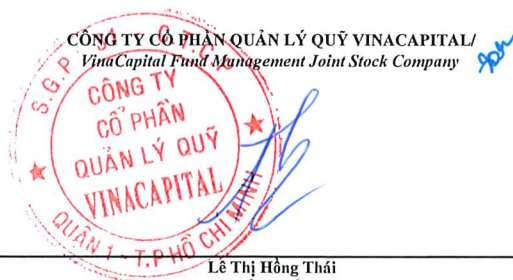 CÔNG TY CỔ PHẦN QUẢN LÝ QUỸ VINACAPITAL/
VinaCapital Fund Management Joint Stock Company
CÔNG TY
CỔ PHẦN
QUẢN LÝ QUỸ
VINACAPITAL
QUẬN 1 - T.P HỒ CHÍ MINH
Lê Thị Hồng Thái